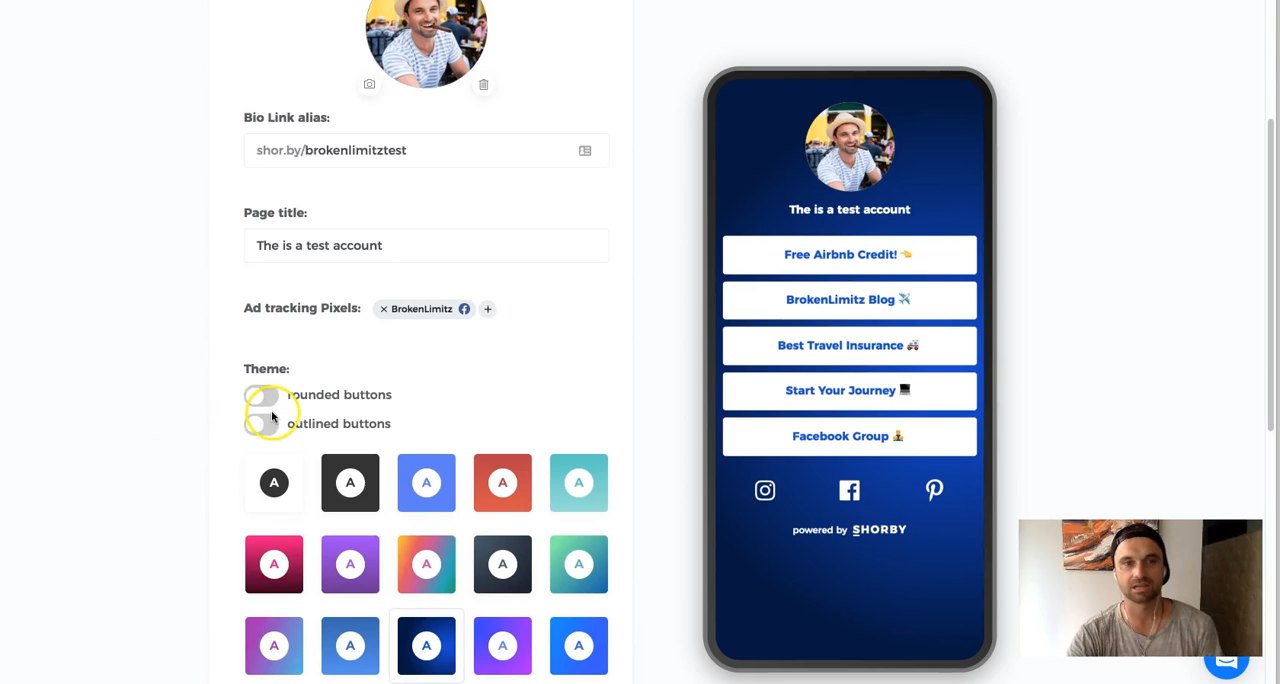 Bio Link alias:
shor.by/brokenlimitztest
Page title:
The is a test account
Ad tracking Pixels: × BrokenLimitz +
Theme:
rounded buttons
outlined buttons
A A A A A
A A A A A
A A A A A
The is a test account
Free Airbnb Credit! 👈
BrokenLimitz Blog ✈️
Best Travel Insurance 🚑
Start Your Journey 💻
Facebook Group
powered by SHORBY